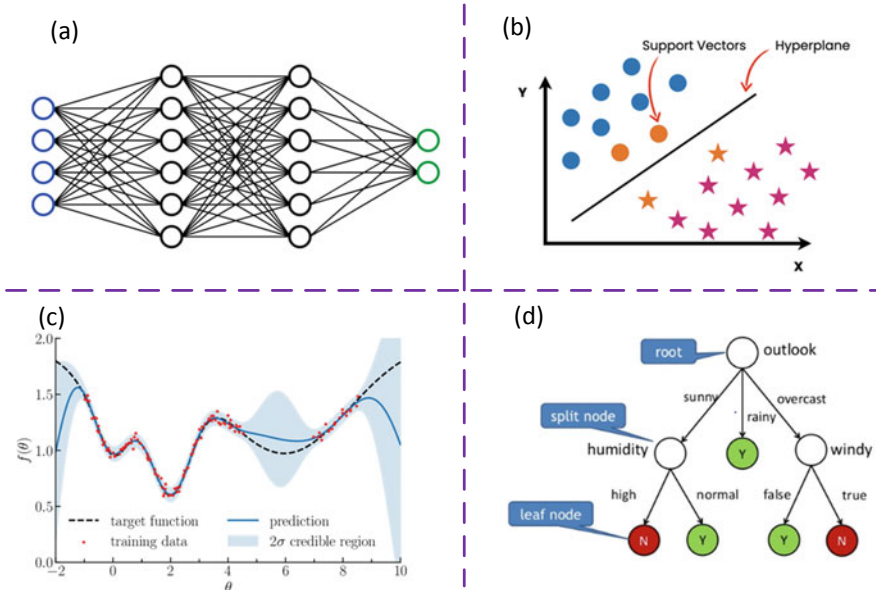 (a)
(b)
Support Vectors
Hyperplane
Y
X
(c)
2.0
1.5
1.0
0.5
0.0
f(θ)
target function
training data
prediction
2σ credible region
−2 0 2 4 6 8 10
θ
(d)
root
outlook
sunny
rainy
overcast
split node
humidity
Y
windy
high
normal
false
true
leaf node
N
Y
Y
N